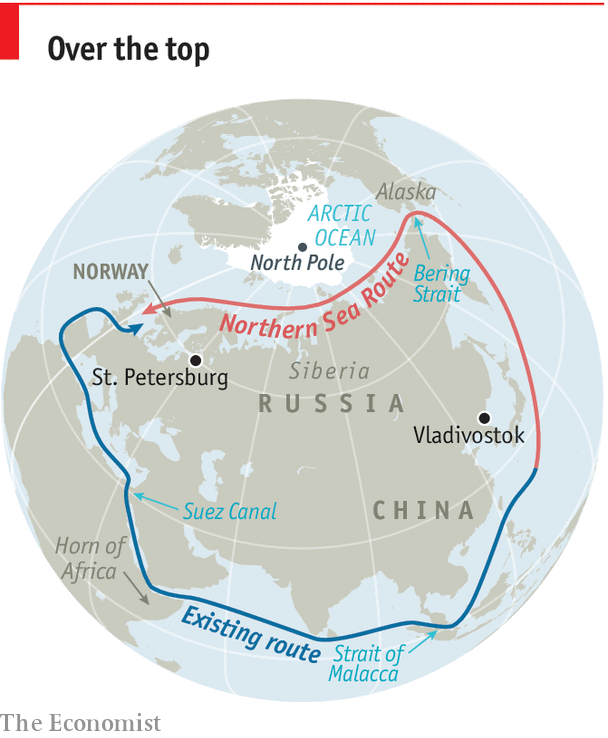 Over the top
Alaska
ARCTIC
OCEAN
North Pole
NORWAY
Bering
Strait
Northern Sea Route
St. Petersburg
Siberia
RUSSIA
Vladivostok
Suez Canal
CHINA
Horn of
Africa
Existing route
Strait of
Malacca
The Economist